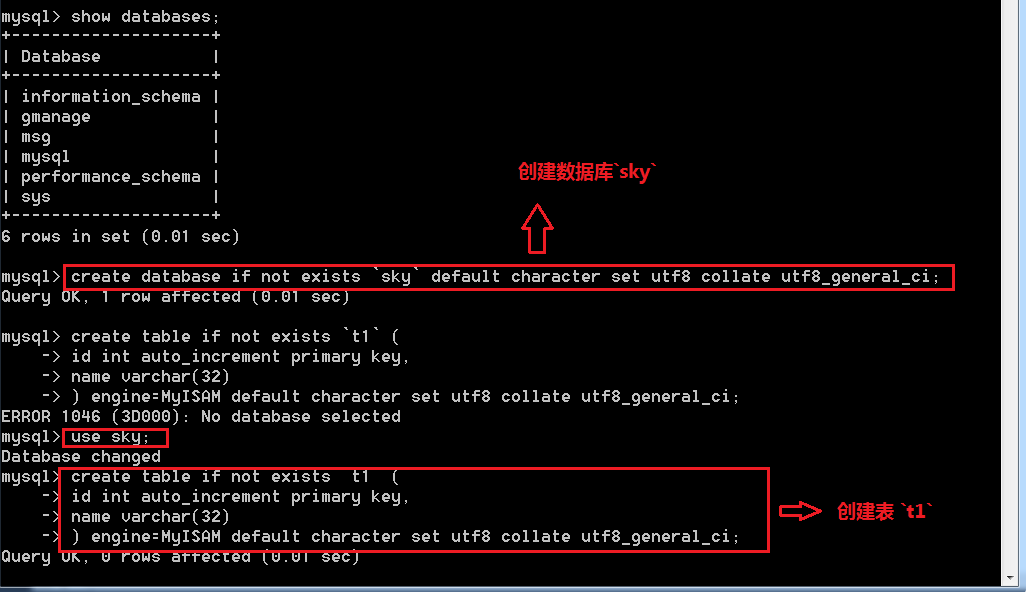 mysql> show databases;
+--------------------+
| Database           |
+--------------------+
| information_schema |
| gmanage            |
| msg                |
| mysql              |
| performance_schema |
| sys                |
+--------------------+
6 rows in set (0.01 sec)
创建数据库`sky`
mysql> create database if not exists `sky` default character set utf8 collate utf8_general_ci;
Query OK, 1 row affected (0.01 sec)
mysql> create table if not exists `t1` (
    -> id int auto_increment primary key,
    -> name varchar(32)
    -> ) engine=MyISAM default character set utf8 collate utf8_general_ci;
ERROR 1046 (3D000): No database selected
mysql> use sky;
Database changed
mysql> create table if not exists `t1` (
    -> id int auto_increment primary key,
    -> name varchar(32)
    -> ) engine=MyISAM default character set utf8 collate utf8_general_ci;
创建表 `t1`
Query OK, 0 rows affected (0.01 sec)